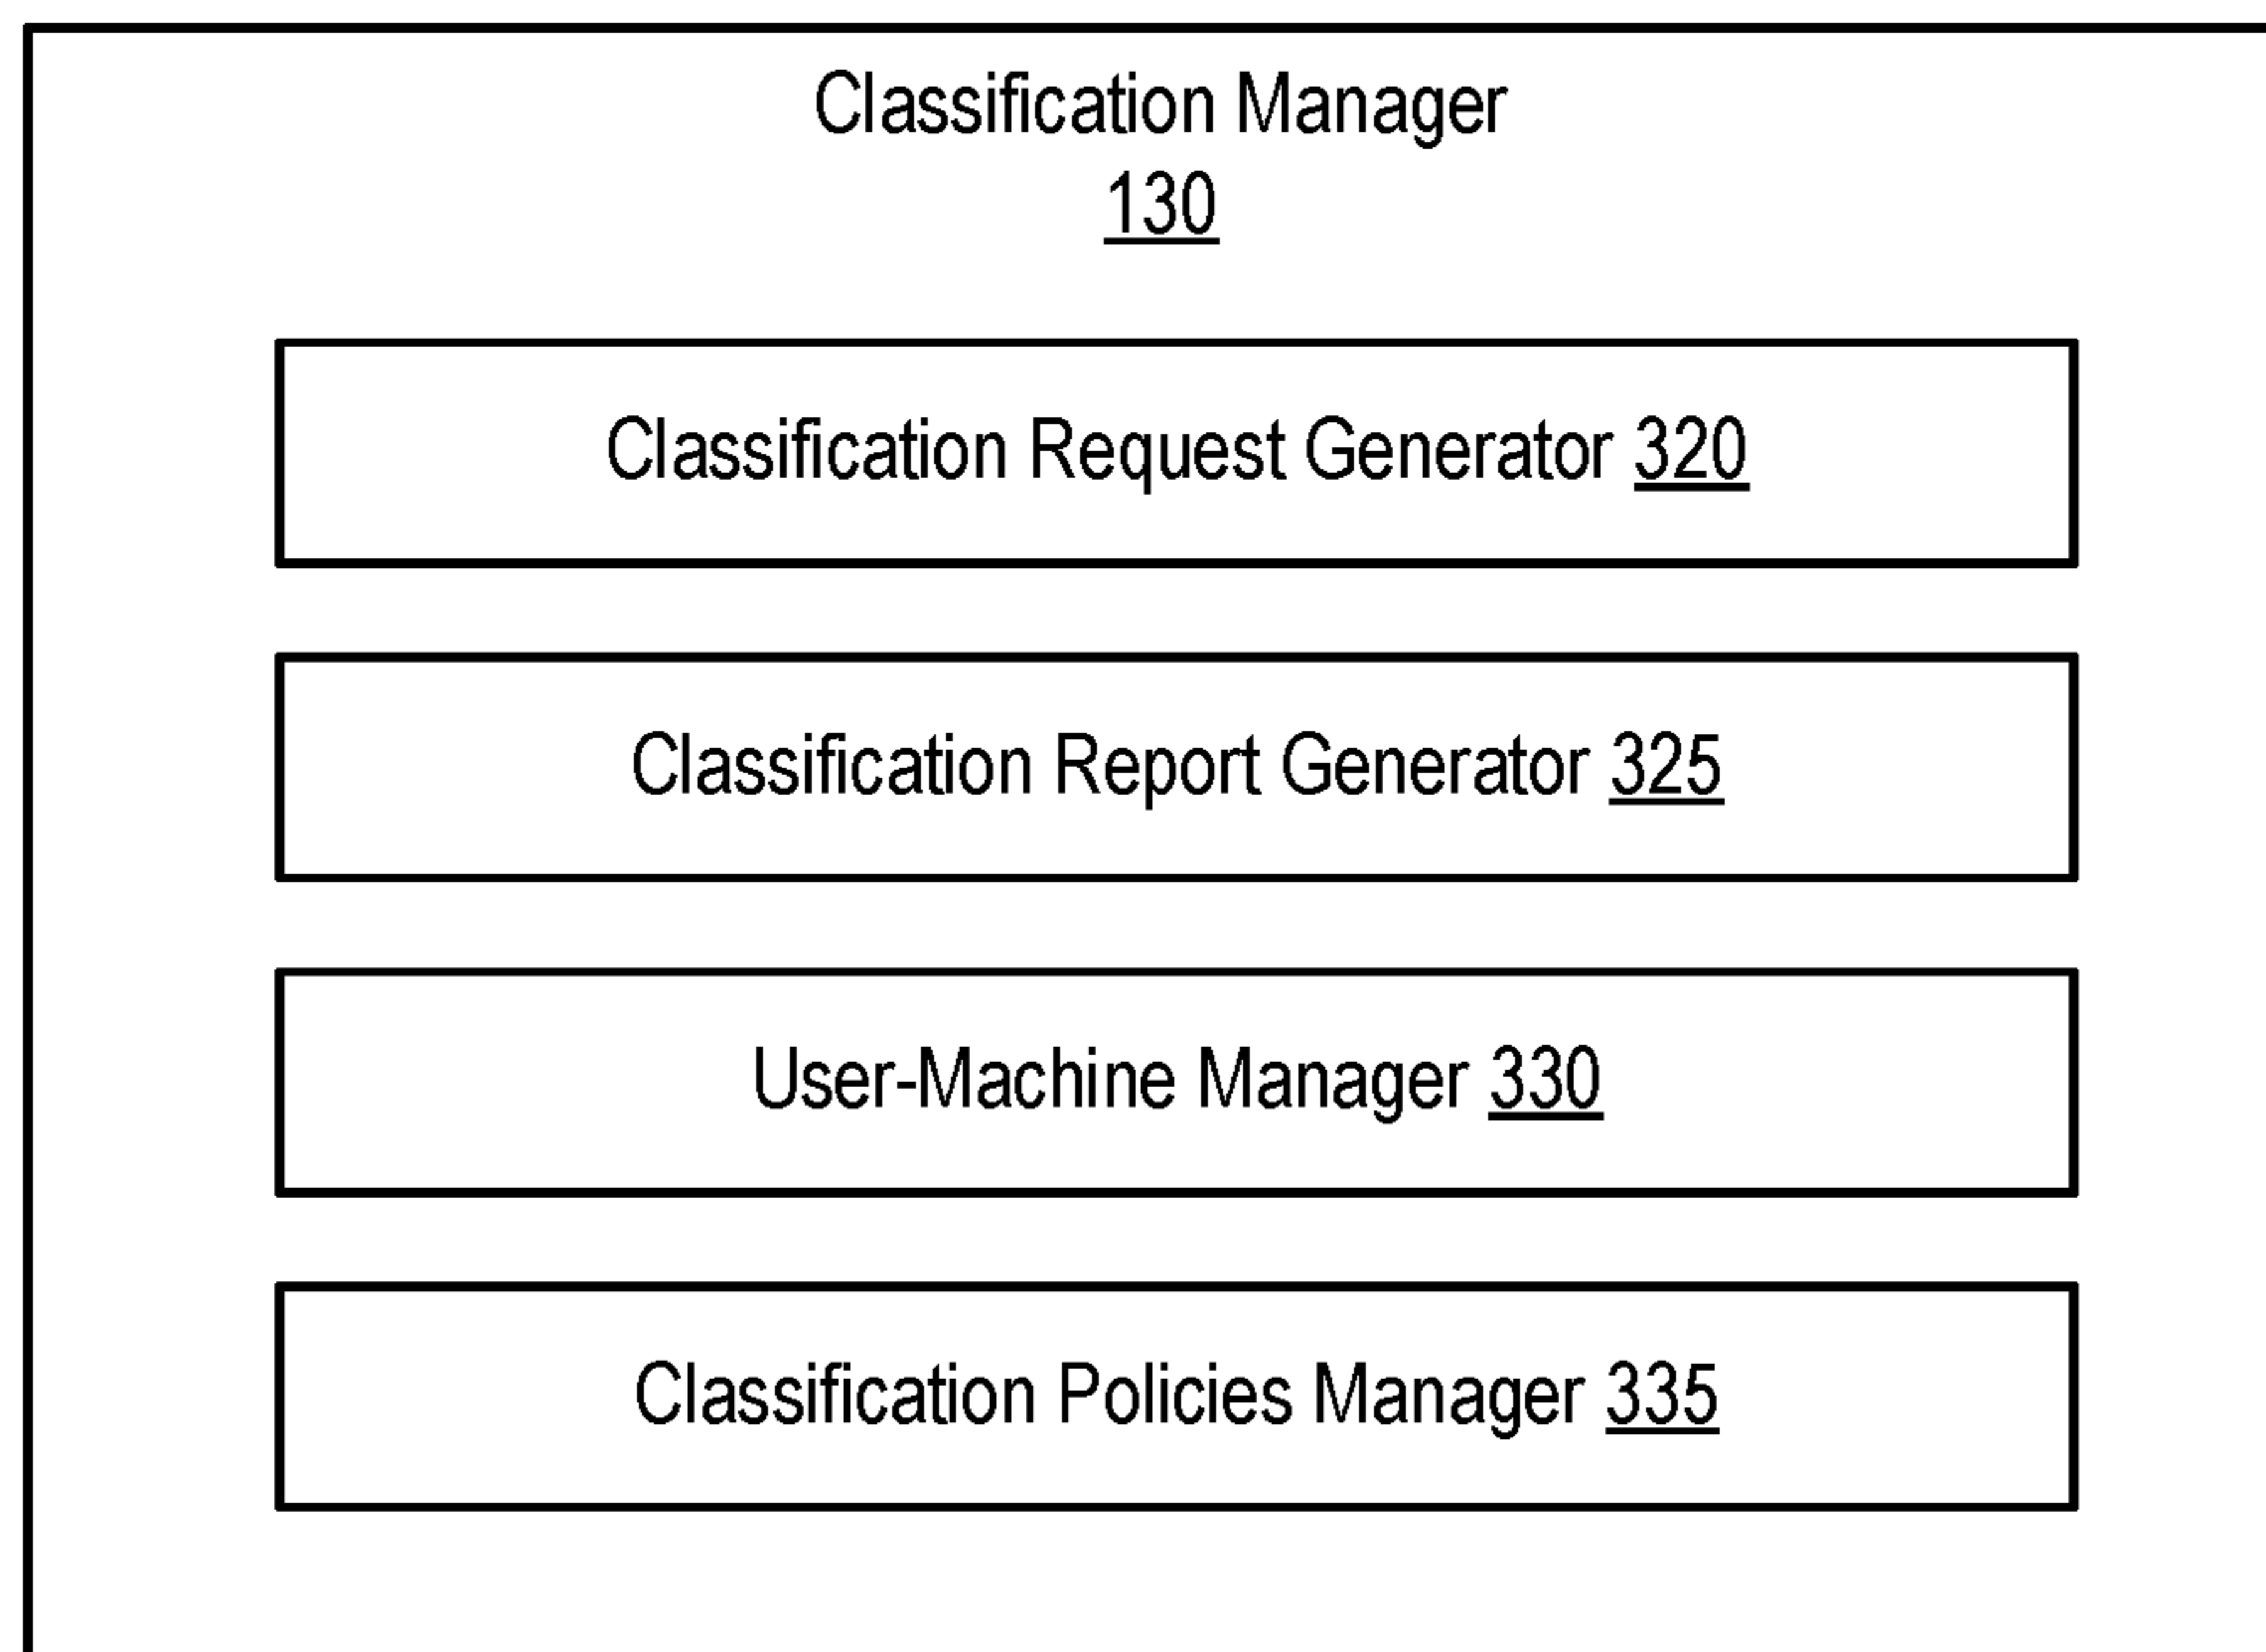 Classification Manager
130
Classification Request Generator 320
Classification Report Generator 325
User-Machine Manager 330
Classification Policies Manager 335